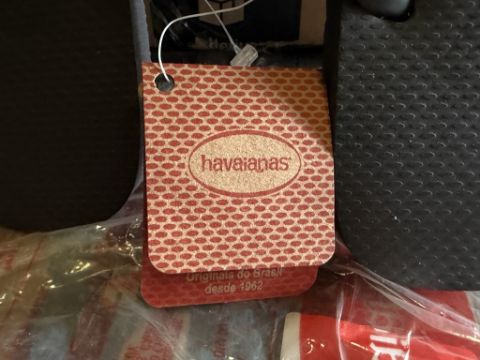 havaianas
Originais do Brasil
desde 1962